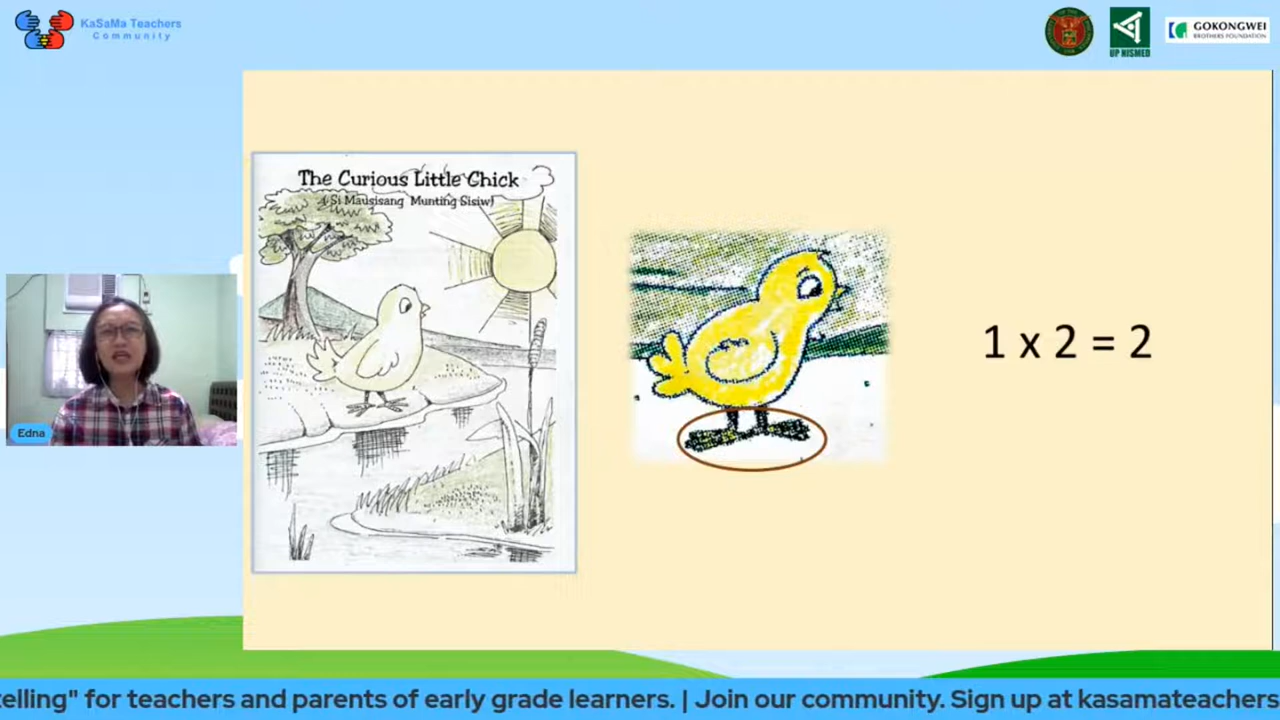 KaSaMa Teachers
Community
UP NISMED
GOKONGWEI
BROTHERS FOUNDATION
The Curious Little Chick
( Si Mausisang Munting Sisiw)
1 x 2 = 2
Edna
telling" for teachers and parents of early grade learners. | Join our community. Sign up at kasamateachers